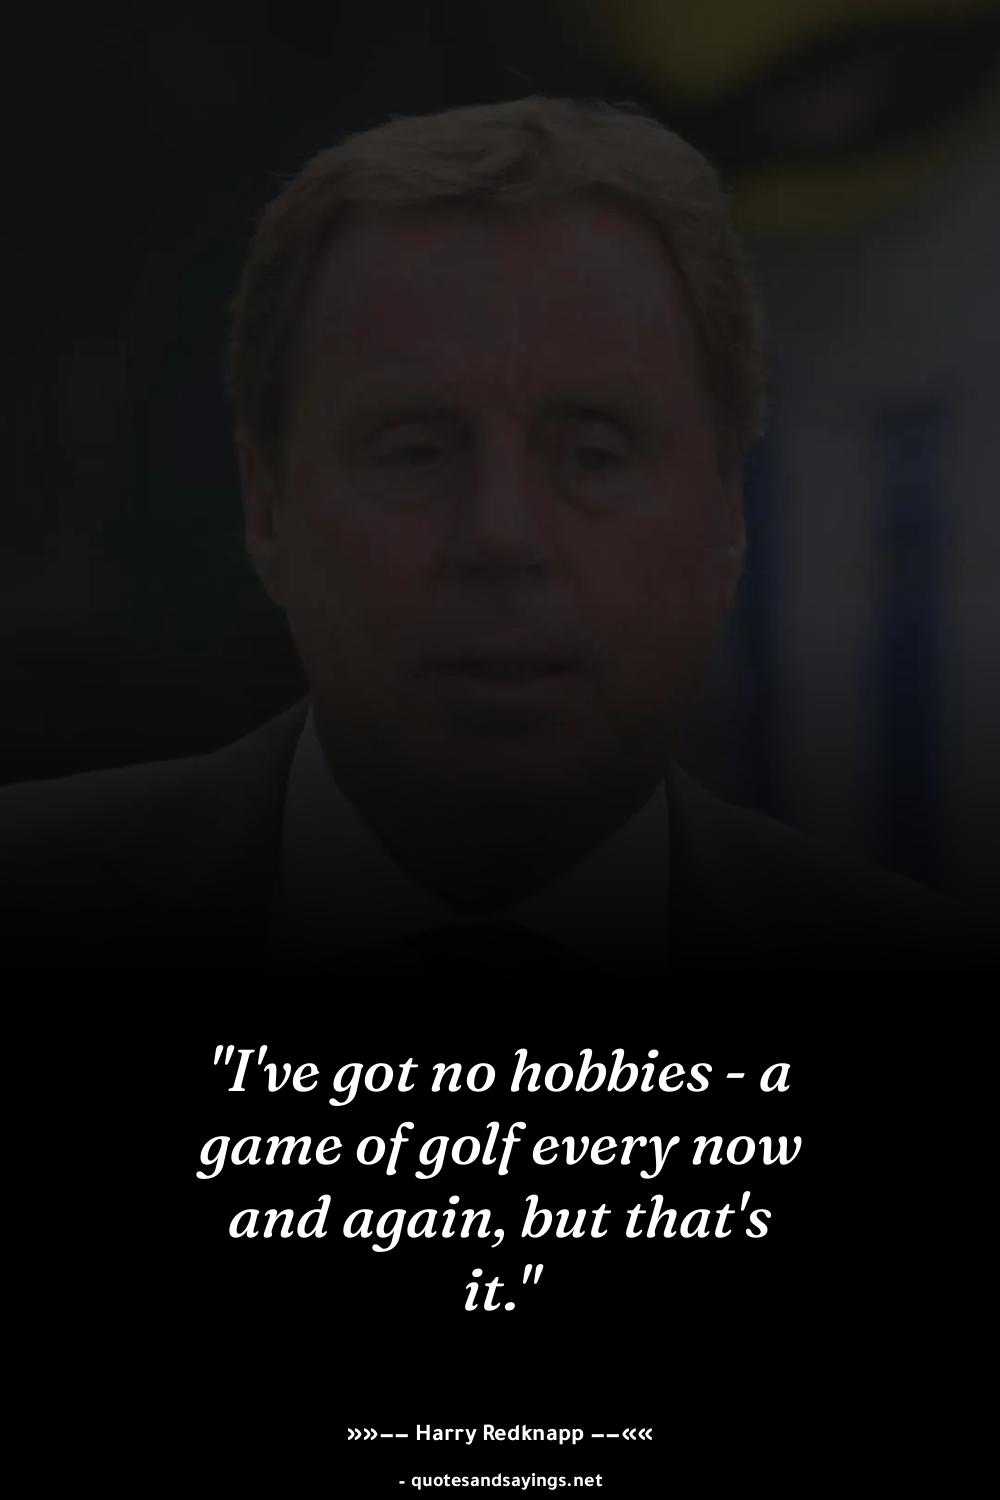 "I've got no hobbies - a
game of golf every now
and again, but that's
it."
»»–– Harry Redknapp ––««
- quotesandsayings.net